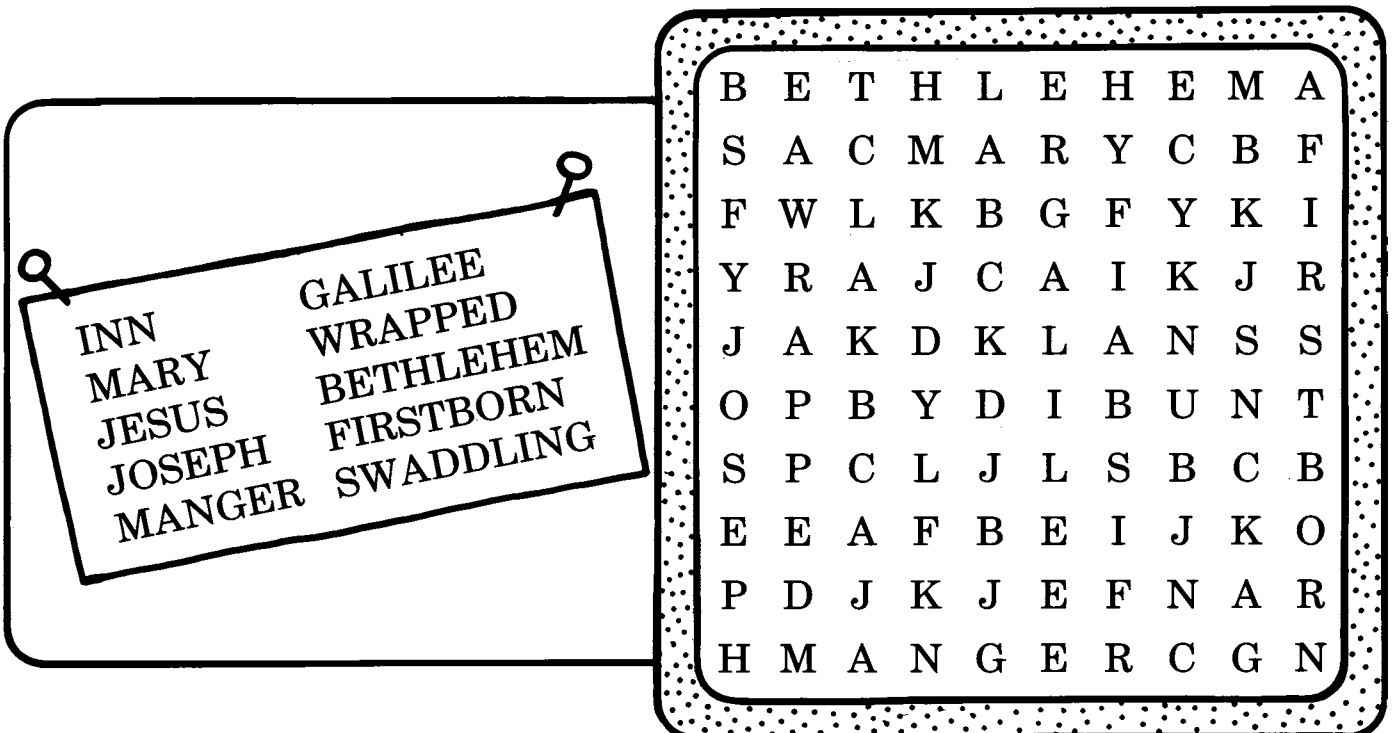 INN
MARY
JESUS
JOSEPH
MANGER
GALILEE
WRAPPED
BETHLEHEM
FIRSTBORN
SWADDLING
B E T H L E H E M A
S A C M A R Y C B F
F W L K B G F Y K I
Y R A J C A I K J R
J A K D K L A N S S
O P B Y D I B U N T
S P C L J L S B C B
E E A F B E I J K O
P D J K J E F N A R
H M A N G E R C G N